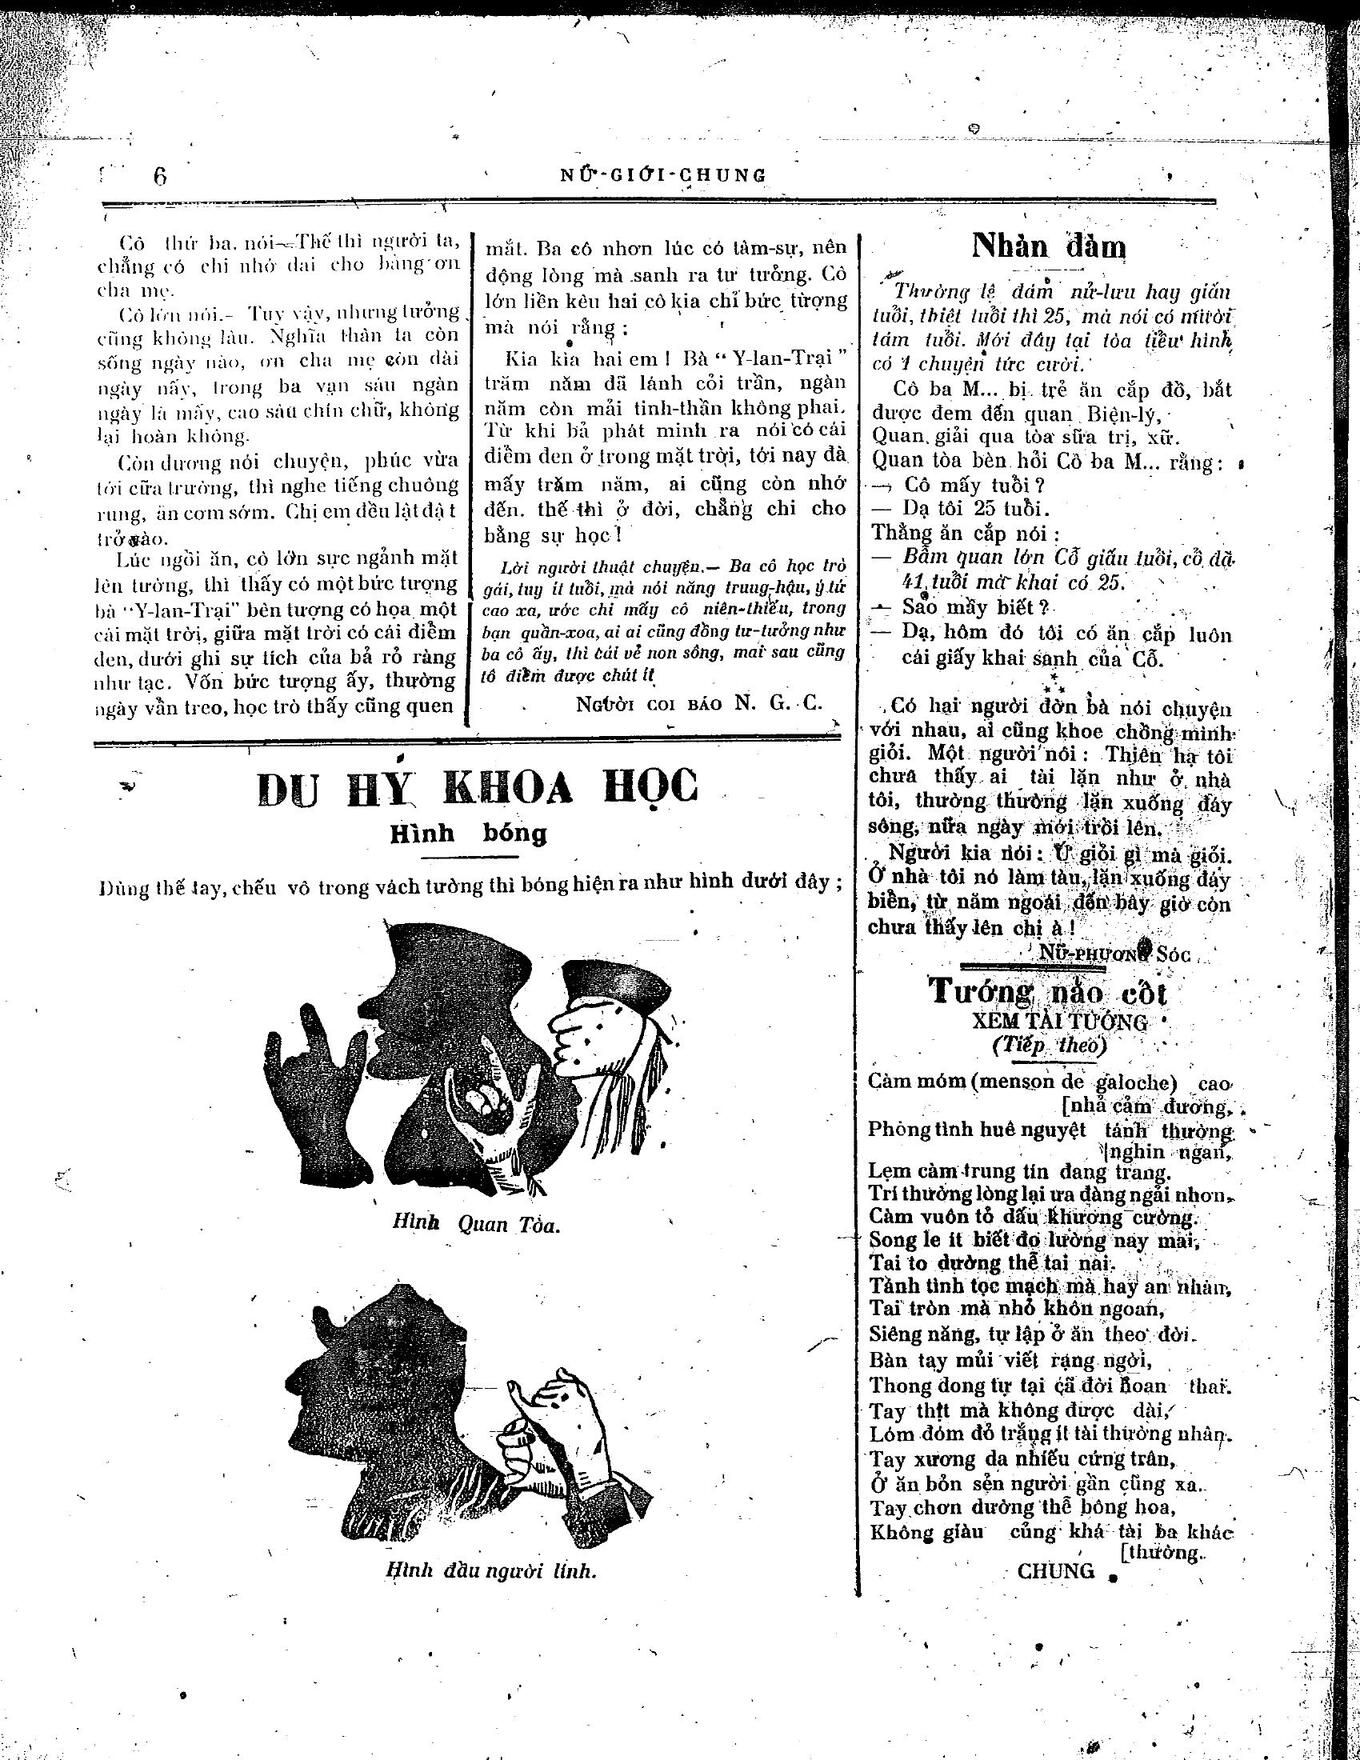 6
NỮ-GIỚI-CHUNG
Cô thứ ba. nói— Thế thì người ta,
chẳng có chi nhớ dai cho bằng ơn
cha mẹ.
Cô lớn nói.— Tuy vậy, nhưng tưởng
cũng không lâu. Nghĩa thân ta còn
sống ngày nào, ơn cha mẹ còn dài
ngày nấy, trong ba vạn sáu ngàn
ngày là mấy, cao sâu chín chữ, không
lại hoàn không.
Còn dương nói chuyện, phúc vừa
tới cữa trường, thì nghe tiếng chuông
rung, ăn cơm sớm. Chị em đều lật đật
trở vào.
Lúc ngồi ăn, cô lớn sực ngảnh mặt
lên tường, thì thấy có một bức tượng
bà “Y-lan-Trại” bèn tượng có họa một
cái mặt trời, giữa mặt trời có cái điểm
đen, dưới ghi sự tích của bả rỏ ràng
như tạc. Vốn bức tượng ấy, thường
ngày vẫn treo, học trò thấy cũng quen
mắt. Ba cô nhơn lúc có tàm-sự, nên
động lòng mà sanh ra tư tưởng. Cô
lớn liền kêu hai cô kia chỉ bức tượng
mà nói rằng :
Kìa kìa hai em ! Bà “ Y-lan-Trại ”
trăm năm đã lánh cỏi trần, ngàn
năm còn mải tinh-thần không phai.
Từ khi bả phát minh ra nói có cái
điểm đen ở trong mặt trời, tới nay đà
mấy trăm năm, ai cũng còn nhớ
đến. thế thì ở đời, chẳng chi cho
bằng sự học !
Lời người thuật chuyện.— Ba cô học trò
gái, tuy ít tuổi, mà nói năng trung-hậu, ý tứ
cao xa, ước chi mấy cô niên-thiếu, trong
bạn quần-xoa, ai ai cũng đồng tư-tưởng như
ba cô ấy, thì cái vẻ non sông, mai sau cũng
tô điểm được chút ít
NGƯỜI COI BÁO N. G. C.
DU HÝ KHOA HỌC
Hình bóng
Dùng thế tay, chếu vô trong vách tường thì bóng hiện ra như hình dưới đây ;
Hình Quan Tòa.
Hình đầu người lính.
Nhàn đàm
Thường lệ đám nử-lưu hay giấu
tuổi, thiệt tuổi thì 25, mà nói có mười
tám tuổi. Mới đây tại tòa tiểu hình
có 1 chuyện tức cười.
Cô ba M... bị trẻ ăn cắp đồ, bắt
được đem đến quan Biện-lý,
Quan giải qua tòa sữa trị, xữ.
Quan tòa bèn hỏi Cô ba M... rằng :
— Cô mấy tuổi ?
— Dạ tôi 25 tuổi.
Thằng ăn cắp nói :
— Bẩm quan lớn Cỗ giấu tuổi, cỗ đã
41 tuổi mà khai có 25.
— Sao mầy biết ?
— Dạ, hôm đó tôi có ăn cắp luôn
cái giấy khai sanh của Cỗ.
Có hai người đờn bà nói chuyện
với nhau, ai cũng khoe chồng mình
giỏi. Một người nói : Thiên hạ tôi
chưa thấy ai tài lặn như ở nhà
tôi, thường thường lặn xuống đáy
sông, nữa ngày mới trồi lên.
Người kia nói : Ừ giỏi gì mà giỏi.
Ở nhà tôi nó làm tàu, lặn xuống đáy
biển, từ năm ngoái đến bây giờ còn
chưa thấy lên chị à !
NỮ-PHƯƠNG SÓC
Tướng nảo cốt
XEM TÀI TƯỚNG
(Tiếp theo)
Càm móm (menson de galoche) cao
[nhả cảm đương,
Phòng tình huê nguyệt tánh thường
[nghin ngan,
Lẹm càm trung tín đang trang.
Trí thưởng lòng lại ưa đàng ngải nhơn,
Càm vuôn tỏ dấu khương cường.
Song le ít biết đo lường nay mai,
Tai to dường thể tai nai.
Tánh tình tọc mạch mà hay an nhàn,
Tai tròn mà nhỏ khôn ngoan,
Siêng năng, tự lập ở ăn theo đời.
Bàn tay mủi viết rạng ngời,
Thong dong tự tại cả đời hoan thai.
Tay thịt mà không được dài,
Lóm đóm đỏ trắng ít tài thường nhân.
Tay xương da nhiếu cứng trân,
Ở ăn bỏn sẻn người gần cũng xa.
Tay chơn dường thể bông hoa,
Không giàu củng khá tài ba khác
[thường.
CHUNG